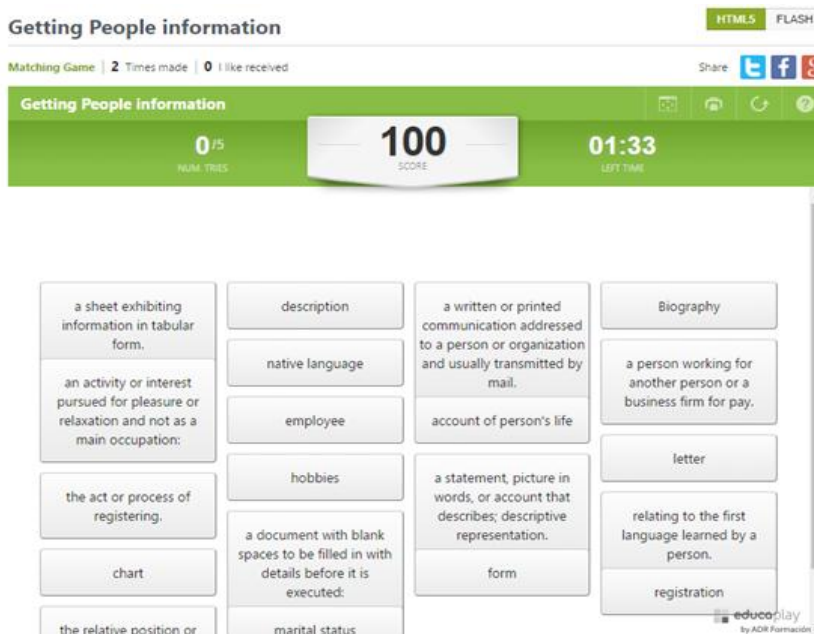 Getting People information
HTML5 FLASH
Matching Game | 2 Times made | 0 I like received
Share
Getting People information
0/5
NUM. TRIES
100
SCORE
01:33
LEFT TIME
a sheet exhibiting
information in tabular
form.
an activity or interest
pursued for pleasure or
relaxation and not as a
main occupation:
the act or process of
registering.
chart
the relative position or
description
native language
employee
hobbies
a document with blank
spaces to be filled in with
details before it is
executed:
marital status
a written or printed
communication addressed
to a person or organization
and usually transmitted by
mail.
account of person's life
a statement, picture in
words, or account that
describes; descriptive
representation.
form
Biography
a person working for
another person or a
business firm for pay.
letter
relating to the first
language learned by a
person.
registration
educaplay
by ADR Formación